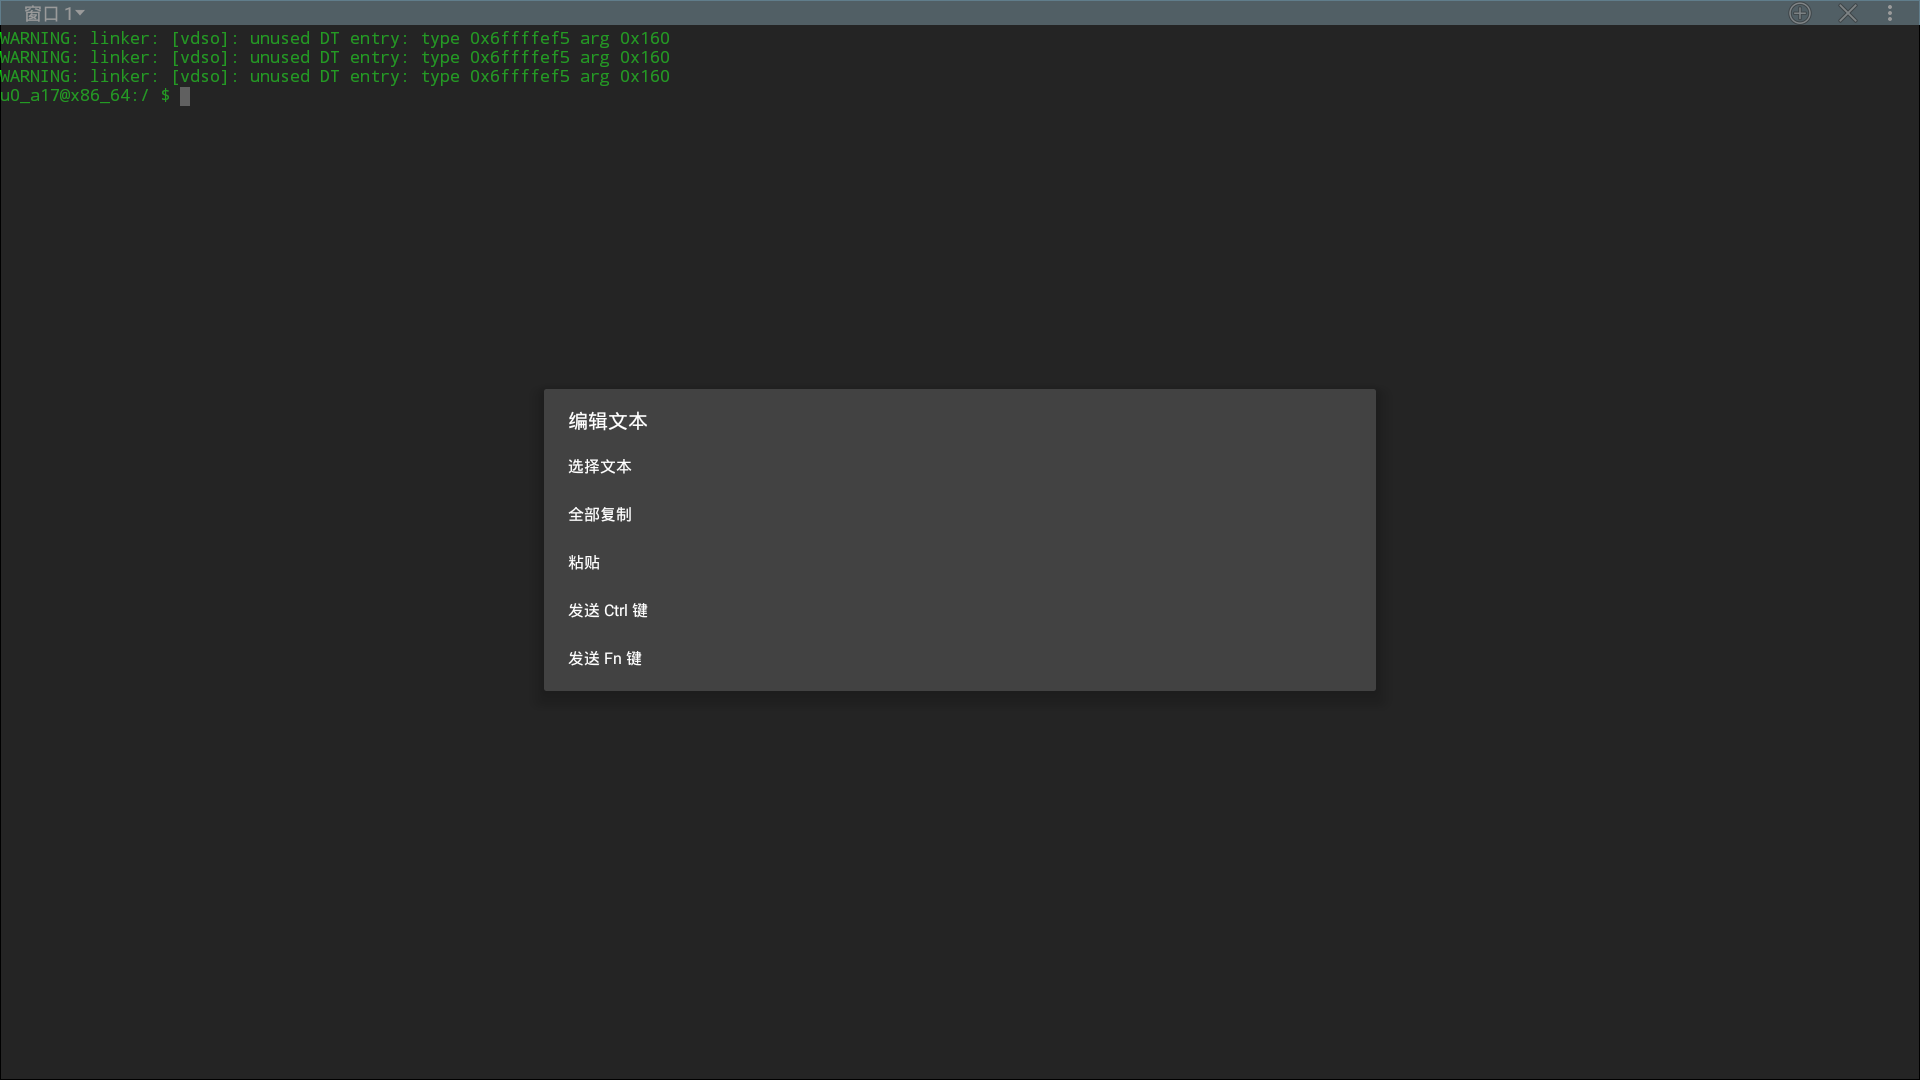 窗口 1
WARNING: linker: [vdso]: unused DT entry: type 0x6ffffef5 arg 0x160
WARNING: linker: [vdso]: unused DT entry: type 0x6ffffef5 arg 0x160
WARNING: linker: [vdso]: unused DT entry: type 0x6ffffef5 arg 0x160
u0_a17@x86_64:/ $
编辑文本
选择文本
全部复制
粘贴
发送 Ctrl 键
发送 Fn 键